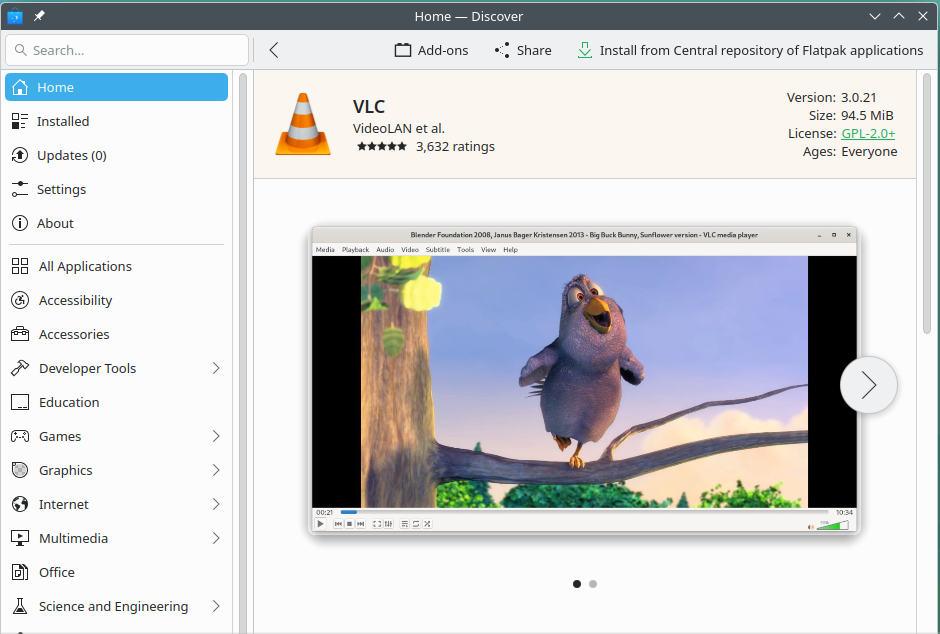 Home — Discover
Search...
Add-ons
Share
Install from Central repository of Flatpak applications
Home
Installed
Updates (0)
Settings
About
All Applications
Accessibility
Accessories
Developer Tools
Education
Games
Graphics
Internet
Multimedia
Office
Science and Engineering
VLC
VideoLAN et al.
★★★★★ 3,632 ratings
Version: 3.0.21
Size: 94.5 MiB
License: GPL-2.0+
Ages: Everyone
Blender Foundation 2008, Janus Bager Kristensen 2013 - Big Buck Bunny, Sunflower version - VLC media player
Media Playback Audio Video Subtitle Tools View Help
00:21
10:34